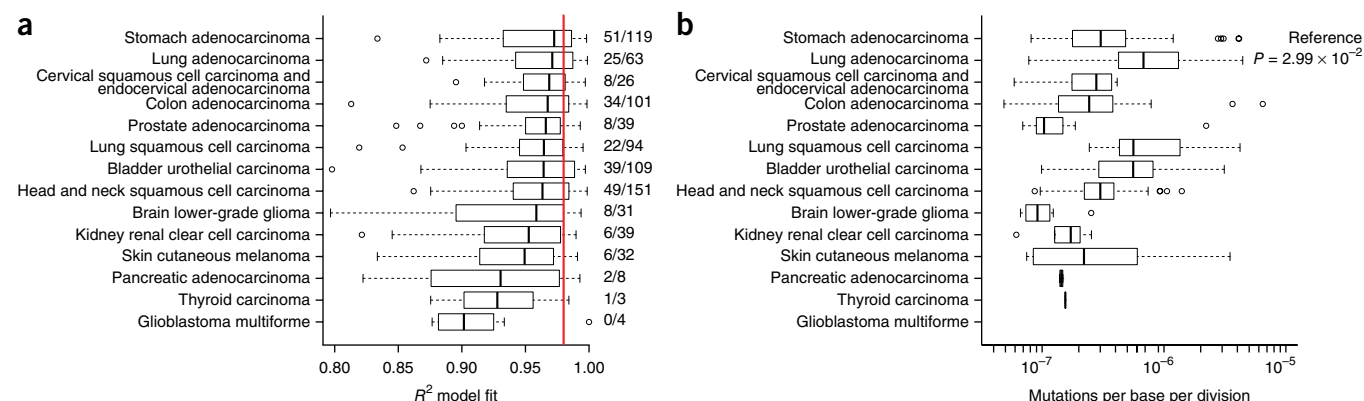 a
Stomach adenocarcinoma
Lung adenocarcinoma
Cervical squamous cell carcinoma and
endocervical adenocarcinoma
Colon adenocarcinoma
Prostate adenocarcinoma
Lung squamous cell carcinoma
Bladder urothelial carcinoma
Head and neck squamous cell carcinoma
Brain lower-grade glioma
Kidney renal clear cell carcinoma
Skin cutaneous melanoma
Pancreatic adenocarcinoma
Thyroid carcinoma
Glioblastoma multiforme
51/119
25/63
8/26
34/101
8/39
22/94
39/109
49/151
8/31
6/39
6/32
2/8
1/3
0/4
0.80 0.85 0.90 0.95 1.00
R² model fit
b
Stomach adenocarcinoma
Lung adenocarcinoma
Cervical squamous cell carcinoma and
endocervical adenocarcinoma
Colon adenocarcinoma
Prostate adenocarcinoma
Lung squamous cell carcinoma
Bladder urothelial carcinoma
Head and neck squamous cell carcinoma
Brain lower-grade glioma
Kidney renal clear cell carcinoma
Skin cutaneous melanoma
Pancreatic adenocarcinoma
Thyroid carcinoma
Glioblastoma multiforme
Reference
P = 2.99 × 10⁻²
10⁻⁷ 10⁻⁶ 10⁻⁵
Mutations per base per division